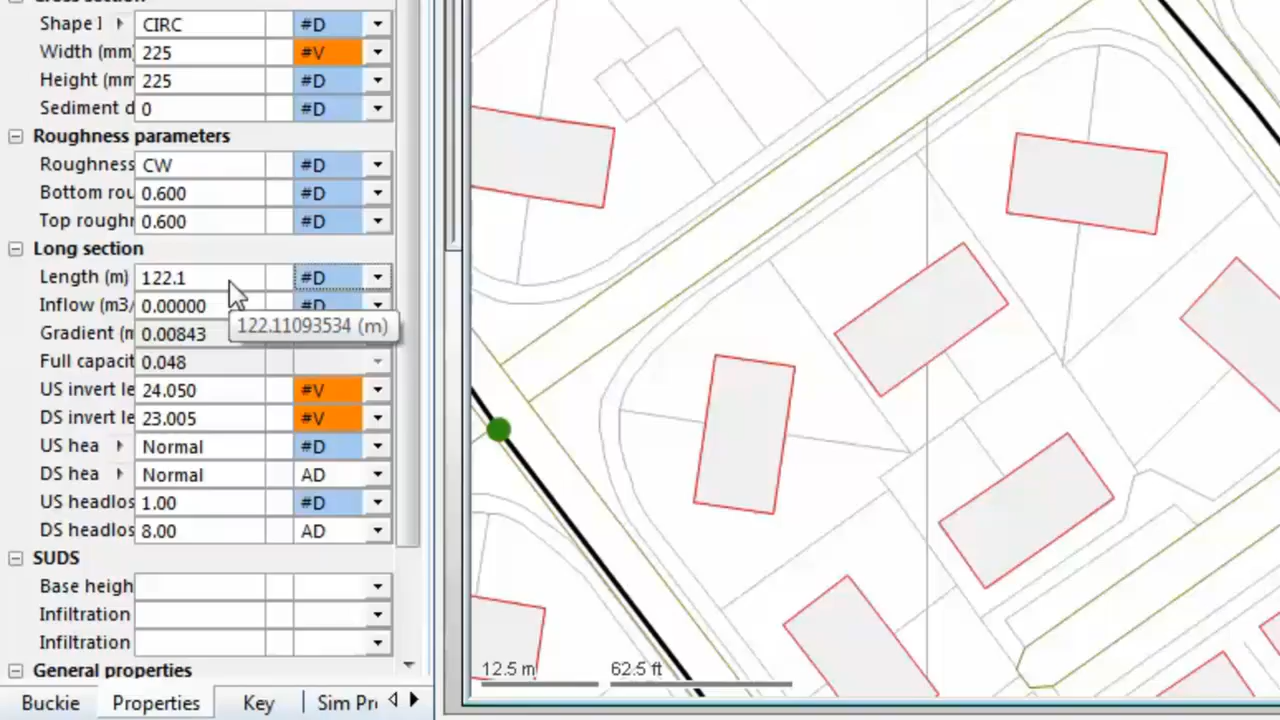 Shape I CIRC #D
Width (mm 225 #V
Height (mm 225 #D
Sediment d 0 #D
Roughness parameters
Roughness CW #D
Bottom rou 0.600 #D
Top roughr 0.600 #D
Long section
Length (m) 122.1 #D
Inflow (m3/ 0.00000 #D
122.11093534 (m)
Gradient (m 0.00843
Full capacit 0.048
US invert le 24.050 #V
DS invert le 23.005 #V
US hea Normal #D
DS hea Normal AD
US headlos 1.00 #D
DS headlos 8.00 AD
SUDS
Base heigh
Infiltration
Infiltration
General properties
Buckie Properties Key Sim Pr
12.5 m 62.5 ft